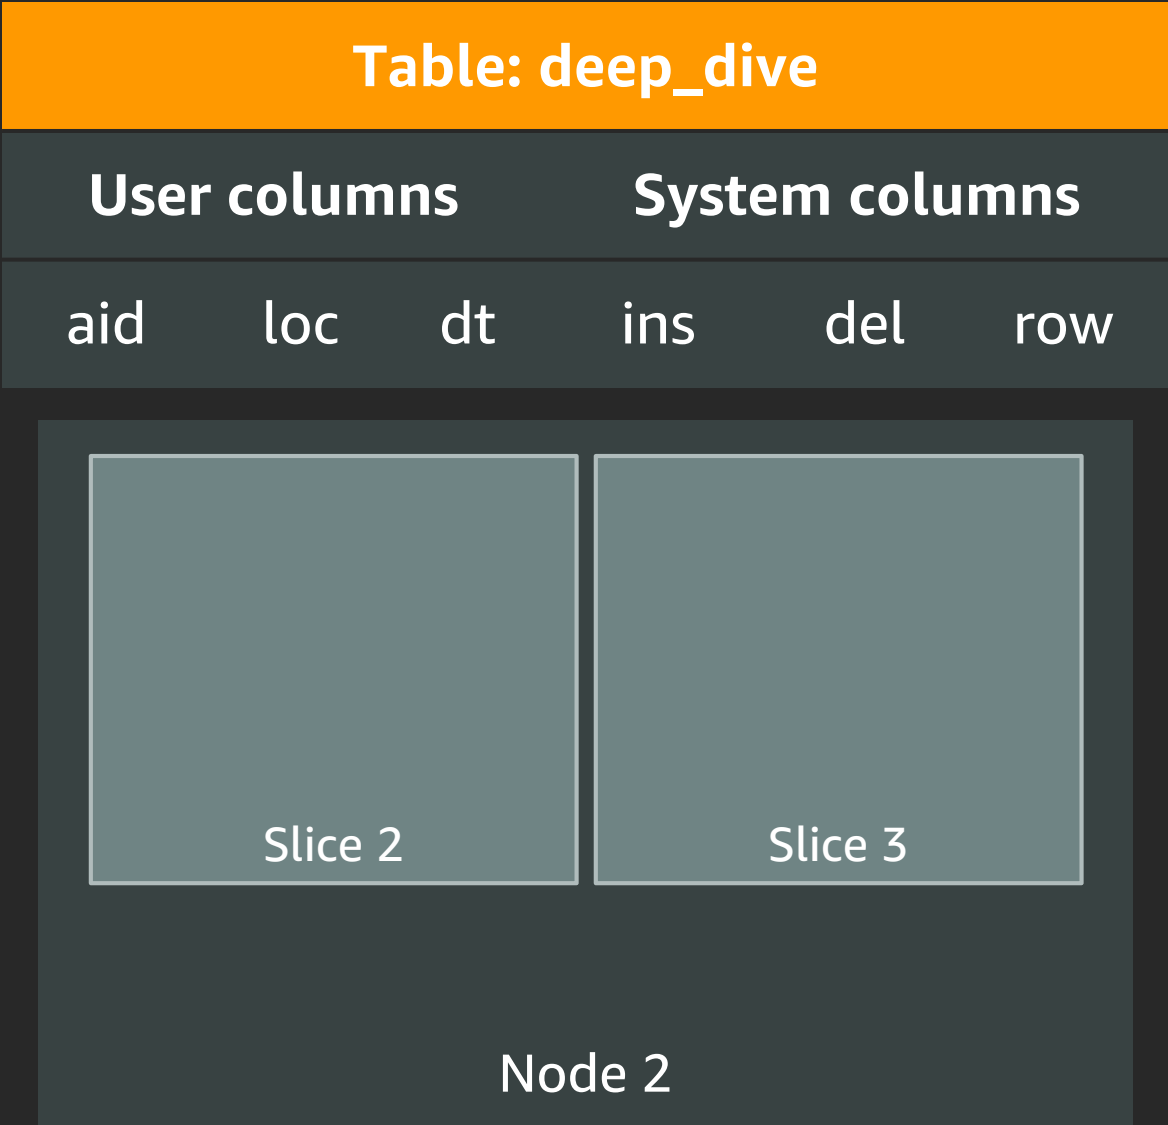 Table: deep_dive
User columns System columns
aid loc dt ins del row
Slice 2 Slice 3
Node 2